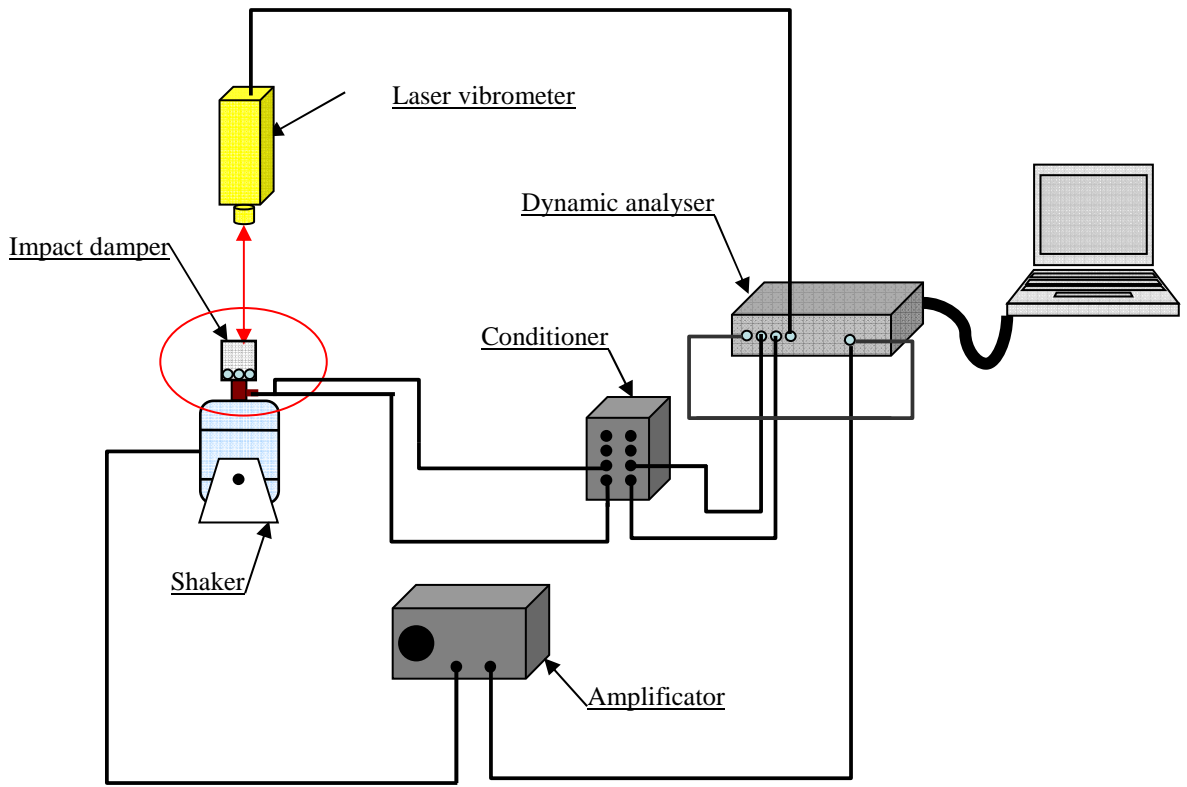 Laser vibrometer
Dynamic analyser
Impact damper
Conditioner
Shaker
Amplificator